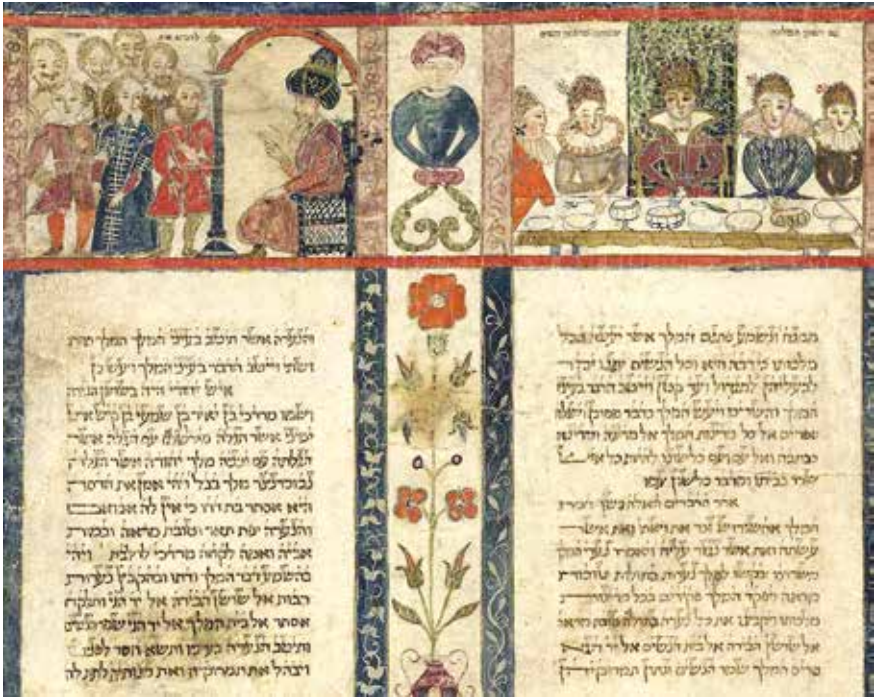 גם ושתי המלכה
עשתה משתה נשים
להביא את
ושתי
ממנה ונשמע פתגם המלך אשר יעשה בכל
מלכותו כי רבה היא וכל הנשים יתנו יקר
לבעליהן למגדול ועד קטן וייטב הדבר בעיני
המלך והשרים ויעש המלך כדבר ממוכן וישלח
ספרים אל כל מדינות המלך אל מדינה ומדינה
ככתבה ואל עם ועם כלשונו להיות כל איש
שרר בביתו ומדבר כלשון עמו
אחר הדברים האלה כשך חמת
המלך אחשורוש זכר את ושתי ואת אשר
עשתה ואת אשר נגזר עליה ויאמרו נערי המלך
משרתיו יבקשו למלך נערות בתולות טובות
מראה ויפקד המלך פקידים בכל מדינות
מלכותו ויקבצו את כל נערה בתולה טובת מראה
אל שושן הבירה אל בית הנשים אל יד הגא
סריס המלך שמר הנשים ונתון תמרוקיהן
והנערה אשר תיטב בעיני המלך תמלך תחת
ושתי וייטב הדבר בעיני המלך ויעש כן
איש יהודי היה בשושן הבירה
ושמו מרדכי בן יאיר בן שמעי בן קיש איש
ימיני אשר הגלה מירושלים עם הגלה אשר
הגלתה עם יכניה מלך יהודה אשר הגלה
נבוכדנצר מלך בבל ויהי אמן את הדסה
היא אסתר בת דדו כי אין לה אב ואם
והנערה יפת תאר וטובת מראה ובמות
אביה ואמה לקחה מרדכי לו לבת ויהי
בהשמע דבר המלך ודתו ובהקבץ נערות
רבות אל שושן הבירה אל יד הגי ותלקח
אסתר אל בית המלך אל יד הגי שמר הנשים
ותיטב הנערה בעיניו ותשא חסד לפניו
ויבהל את תמרוקיה ואת מנותיה לתת לה